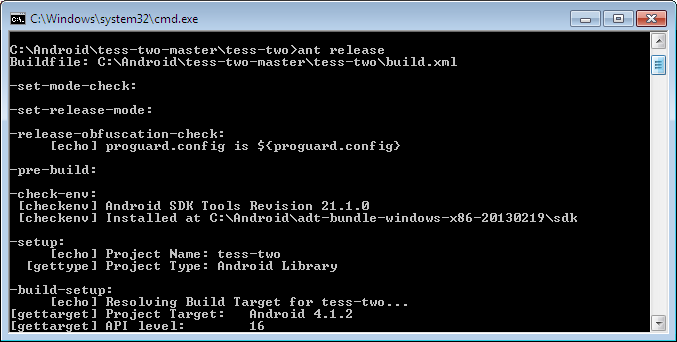 C:\Windows\system32\cmd.exe
C:\Android\tess-two-master\tess-two>ant release
Buildfile: C:\Android\tess-two-master\tess-two\build.xml
-set-mode-check:
-set-release-mode:
-release-obfuscation-check:
[echo] proguard.config is ${proguard.config}
-pre-build:
-check-env:
[checkenv] Android SDK Tools Revision 21.1.0
[checkenv] Installed at C:\Android\adt-bundle-windows-x86-20130219\sdk
-setup:
[echo] Project Name: tess-two
[gettype] Project Type: Android Library
-build-setup:
[echo] Resolving Build Target for tess-two...
[gettarget] Project Target:   Android 4.1.2
[gettarget] API level:        16